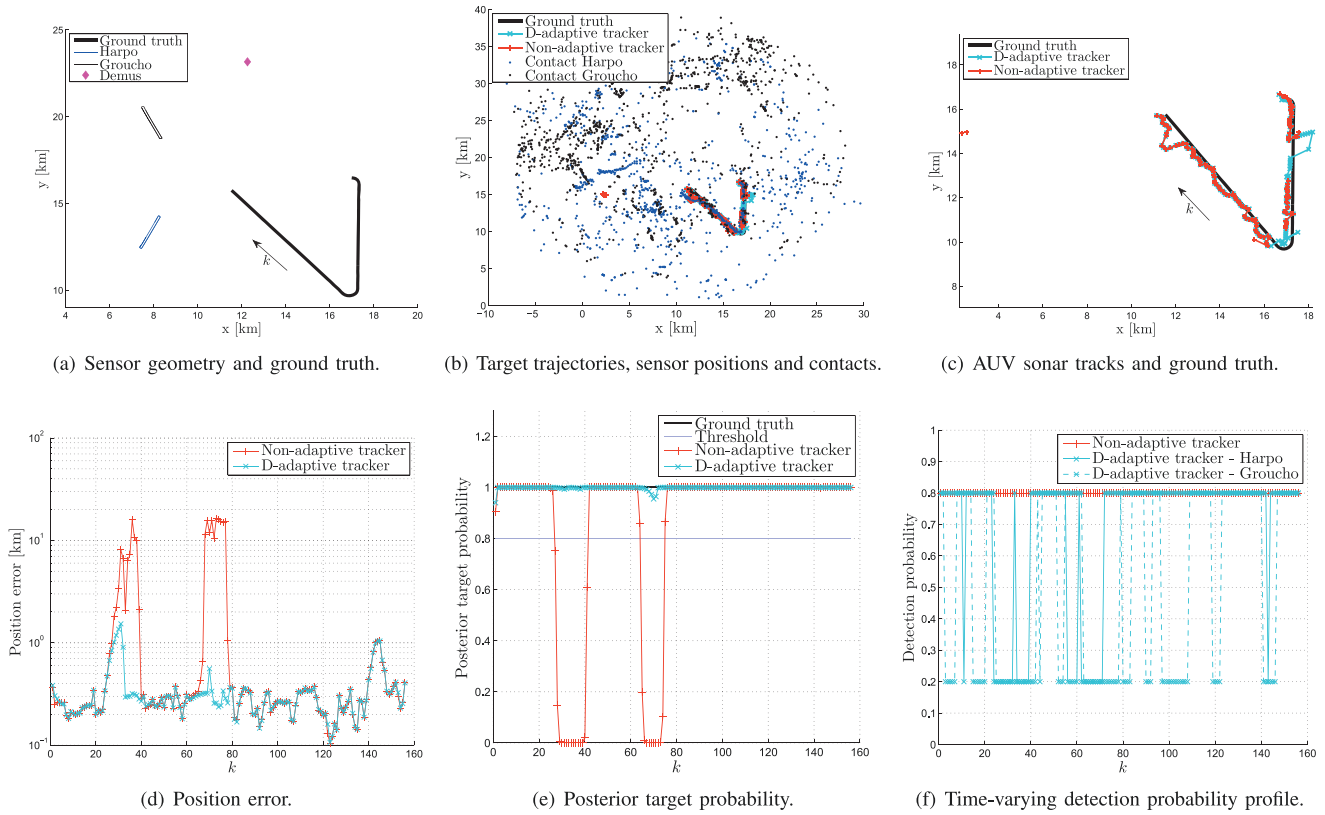 Ground truth
Harpo
Groucho
Demus
25
20
15
10
y [km]
4 6 8 10 12 14 16 18 20
x [km]
k
(a) Sensor geometry and ground truth.
Ground truth
D-adaptive tracker
Non-adaptive tracker
Contact Harpo
Contact Groucho
40
35
30
25
20
15
10
5
0
y [km]
−10 −5 0 5 10 15 20 25 30
x [km]
(b) Target trajectories, sensor positions and contacts.
Ground truth
D-adaptive tracker
Non-adaptive tracker
18
16
14
12
10
8
y [km]
4 6 8 10 12 14 16 18
x [km]
k
(c) AUV sonar tracks and ground truth.
Non-adaptive tracker
D-adaptive tracker
10²
10¹
10⁰
10⁻¹
Position error [km]
0 20 40 60 80 100 120 140 160
k
(d) Position error.
Ground truth
Threshold
Non-adaptive tracker
D-adaptive tracker
1.2
1
0.8
0.6
0.4
0.2
0
Posterior target probability
0 20 40 60 80 100 120 140 160
k
(e) Posterior target probability.
Non-adaptive tracker
D-adaptive tracker - Harpo
D-adaptive tracker - Groucho
1
0.9
0.8
0.7
0.6
0.5
0.4
0.3
0.2
0.1
0
Detection probability
0 20 40 60 80 100 120 140 160
k
(f) Time-varying detection probability profile.